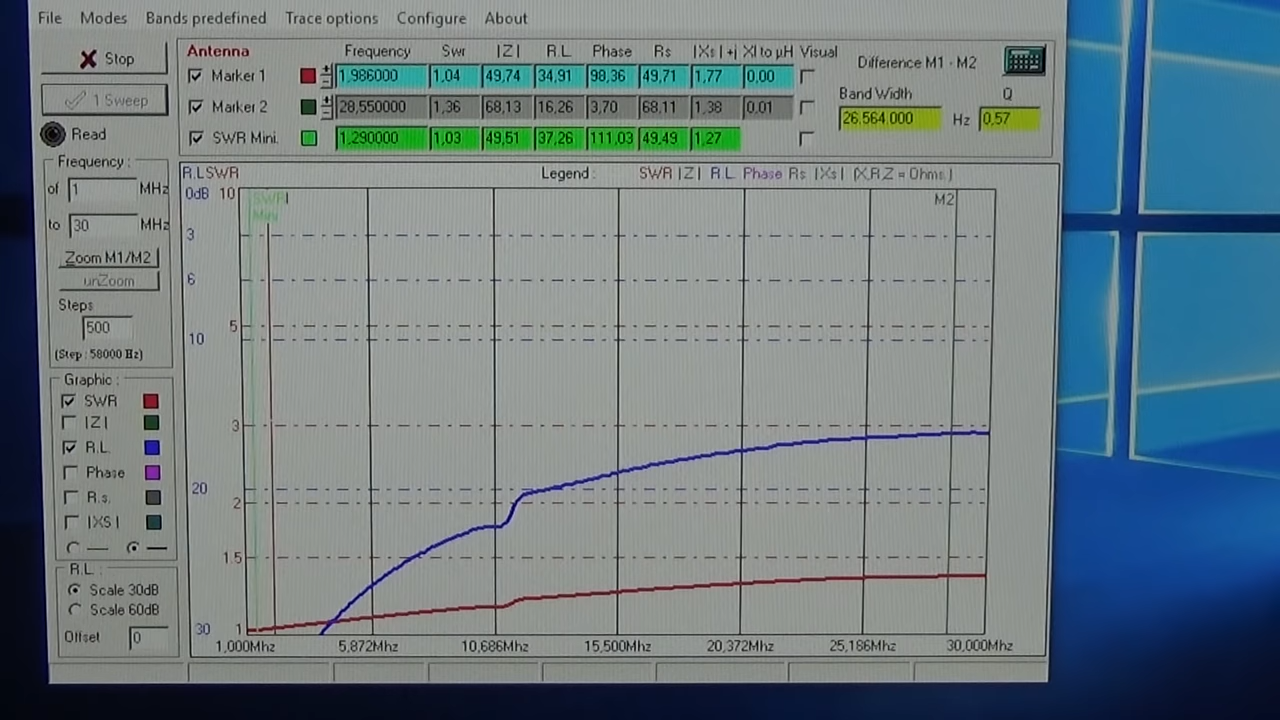 File Modes Bands predefined Trace options Configure About
Stop
1 Sweep
Read
Frequency :
of 1 MHz
to 30 MHz
Zoom M1/M2
unZoom
Steps
500
(Step : 58000 Hz)
Graphic :
SWR
|Z|
R.L.
Phase
R.s.
|XS|
R.L :
Scale 30dB
Scale 60dB
Offset 0
Antenna Frequency Swr |Z| R.L Phase Rs |Xs| +j Xl to µH Visual
Marker 1 1,986000 1,04 49,74 34,91 98,36 49,71 1,77 0,00
Marker 2 28,550000 1,36 68,13 16,26 3,70 68,11 1,38 0,01
SWR Mini. 1,290000 1,03 49,51 37,26 111,03 49,49 1,27
Difference M1 - M2
Band Width Q
26.564.000 Hz 0,57
R.L SWR Legend : SWR |Z| R.L. Phase Rs |Xs| (X,R,Z = Ohms.)
0dB 10 SWR M2
Mini
3
6
5
10
3
20
2
1.5
30 1
1,000Mhz 5,872Mhz 10,686Mhz 15,500Mhz 20,372Mhz 25,186Mhz 30,000Mhz